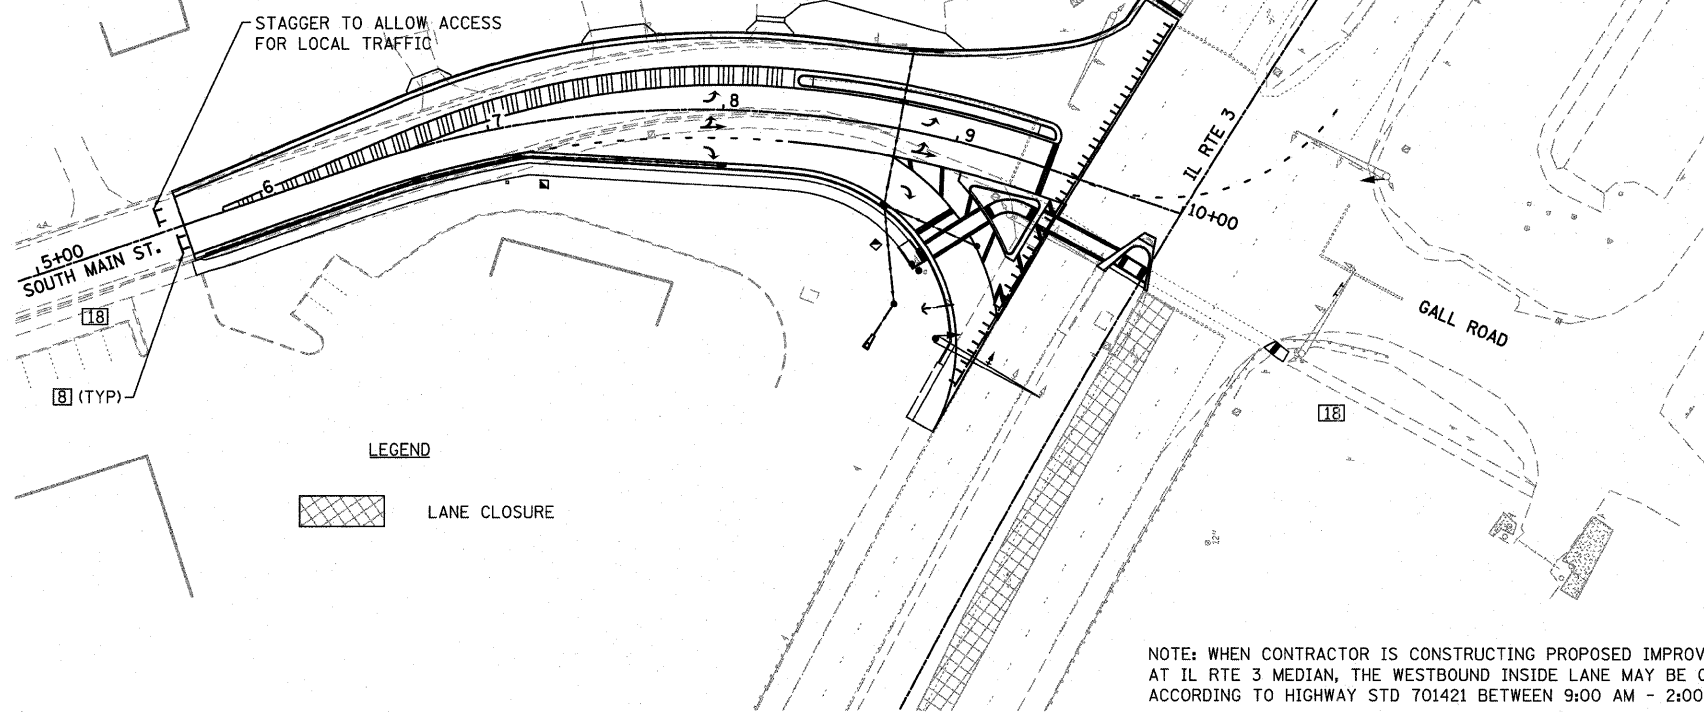 STAGGER TO ALLOW ACCESS
FOR LOCAL TRAFFIC
8
7
9
6
IL RTE 3
10+00
5+00
SOUTH MAIN ST.
18
GALL ROAD
8 (TYP)
18
LEGEND
LANE CLOSURE
12"
NOTE: WHEN CONTRACTOR IS CONSTRUCTING PROPOSED IMPROV
AT IL RTE 3 MEDIAN, THE WESTBOUND INSIDE LANE MAY BE
ACCORDING TO HIGHWAY STD 701421 BETWEEN 9:00 AM - 2:00